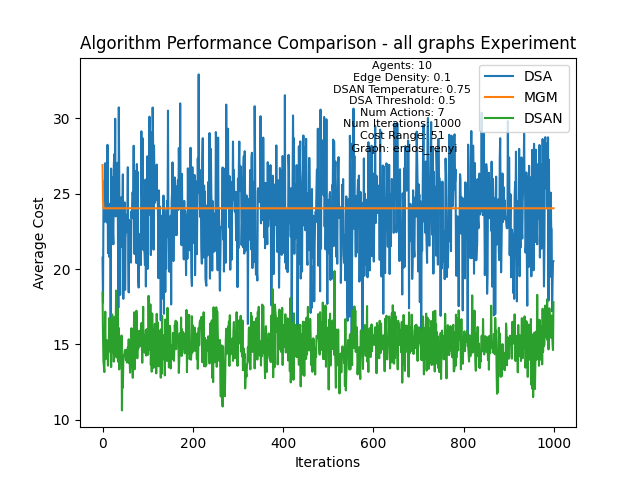 Algorithm Performance Comparison - all graphs Experiment
Agents: 10
Edge Density: 0.1
DSAN Temperature: 0.75
DSA Threshold: 0.5
Num Actions: 7
Num Iterations: 1000
Cost Range: 51
Graph: erdos_renyi
DSA
MGM
DSAN
Average Cost
30
25
20
15
10
0
200
400
600
800
1000
Iterations